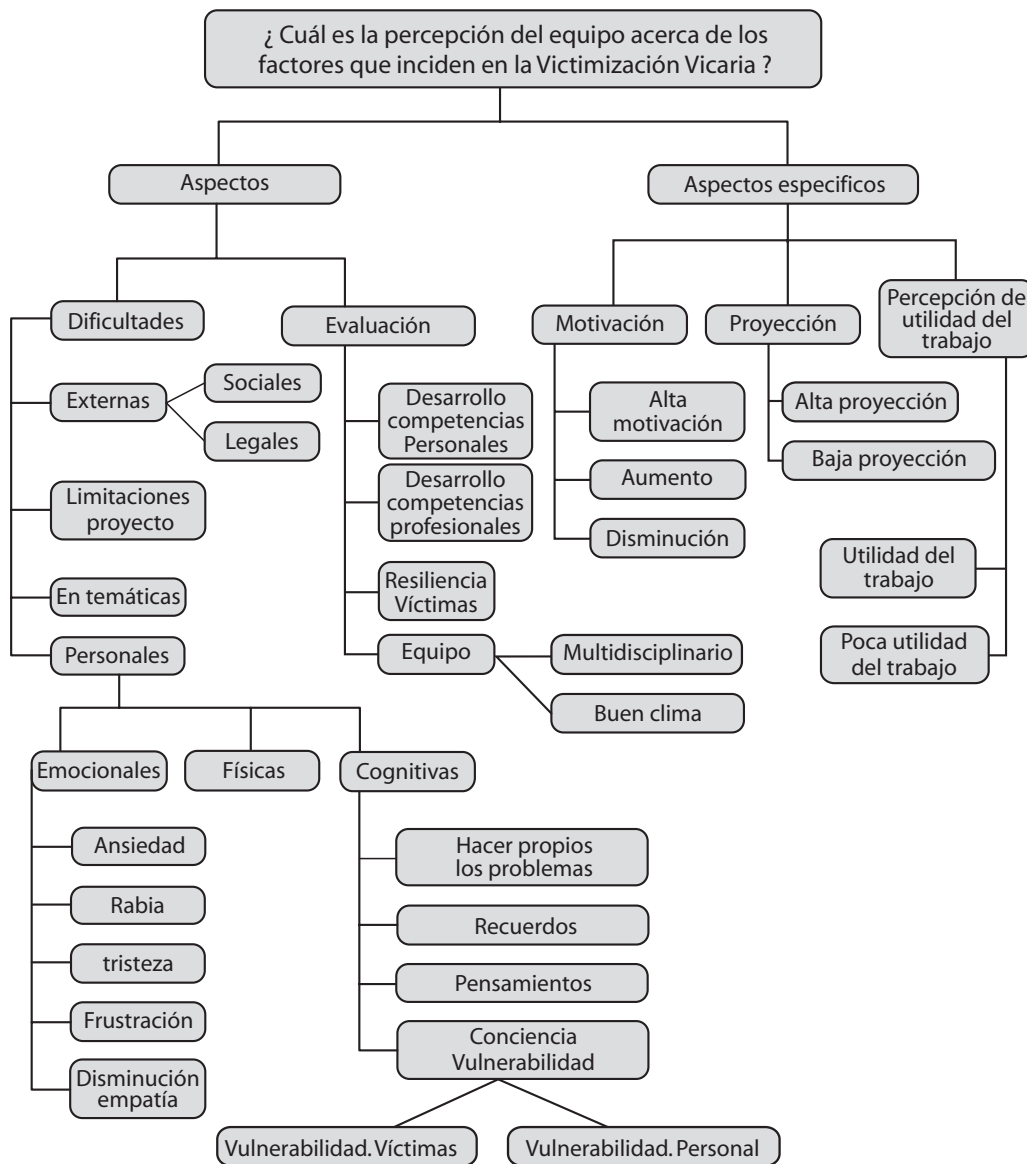 ¿ Cuál es la percepción del equipo acerca de los
factores que inciden en la Victimización Vicaria ?
Aspectos
Aspectos especificos
Dificultades
Externas
Sociales
Legales
Limitaciones
proyecto
En temáticas
Personales
Evaluación
Desarrollo
competencias
Personales
Desarrollo
competencias
profesionales
Resiliencia
Víctimas
Equipo
Multidisciplinario
Buen clima
Motivación
Alta
motivación
Aumento
Disminución
Proyección
Alta proyección
Baja proyección
Percepción de
utilidad del
trabajo
Utilidad del
trabajo
Poca utilidad
del trabajo
Emocionales
Ansiedad
Rabia
tristeza
Frustración
Disminución
empatía
Físicas
Cognitivas
Hacer propios
los problemas
Recuerdos
Pensamientos
Conciencia
Vulnerabilidad
Vulnerabilidad. Víctimas
Vulnerabilidad. Personal